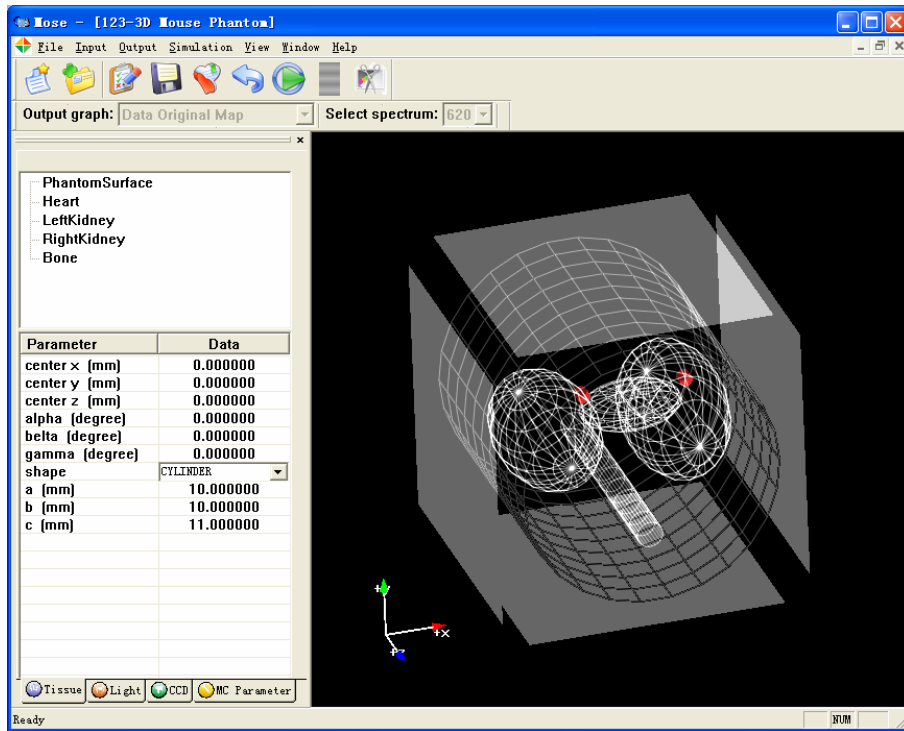 Mose - [123-3D Mouse Phantom]
File Input Output Simulation View Window Help
Output graph: Data Original Map Select spectrum: 620
PhantomSurface
Heart
LeftKidney
RightKidney
Bone
Parameter Data
center x (mm) 0.000000
center y (mm) 0.000000
center z (mm) 0.000000
alpha (degree) 0.000000
belta (degree) 0.000000
gamma (degree) 0.000000
shape CYLINDER
a (mm) 10.000000
b (mm) 10.000000
c (mm) 11.000000
+y
+x
+z
Tissue Light CCD MC Parameter
Ready NUM